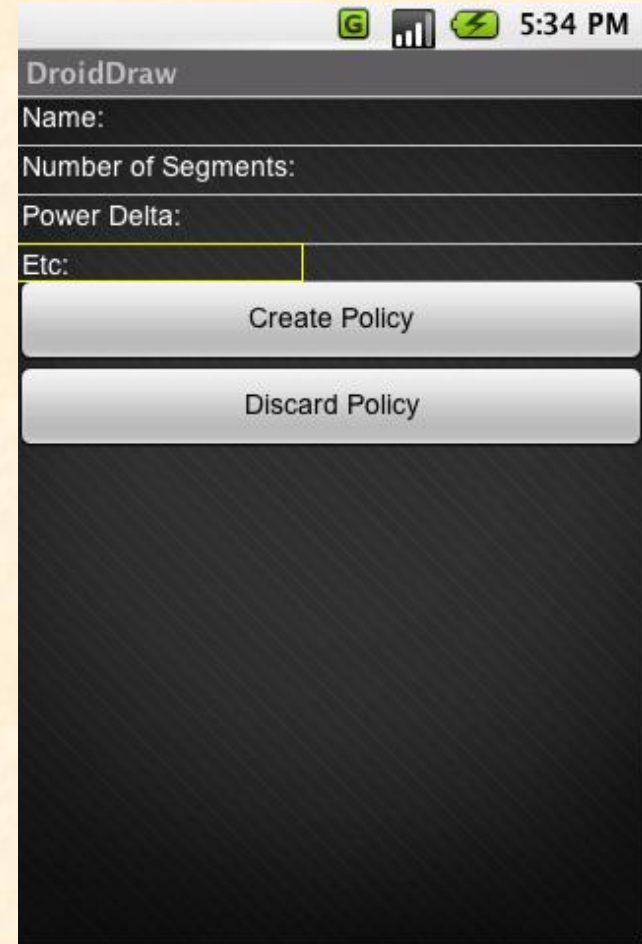 G 5:34 PM
DroidDraw
Name:
Number of Segments:
Power Delta:
Etc:
Create Policy
Discard Policy